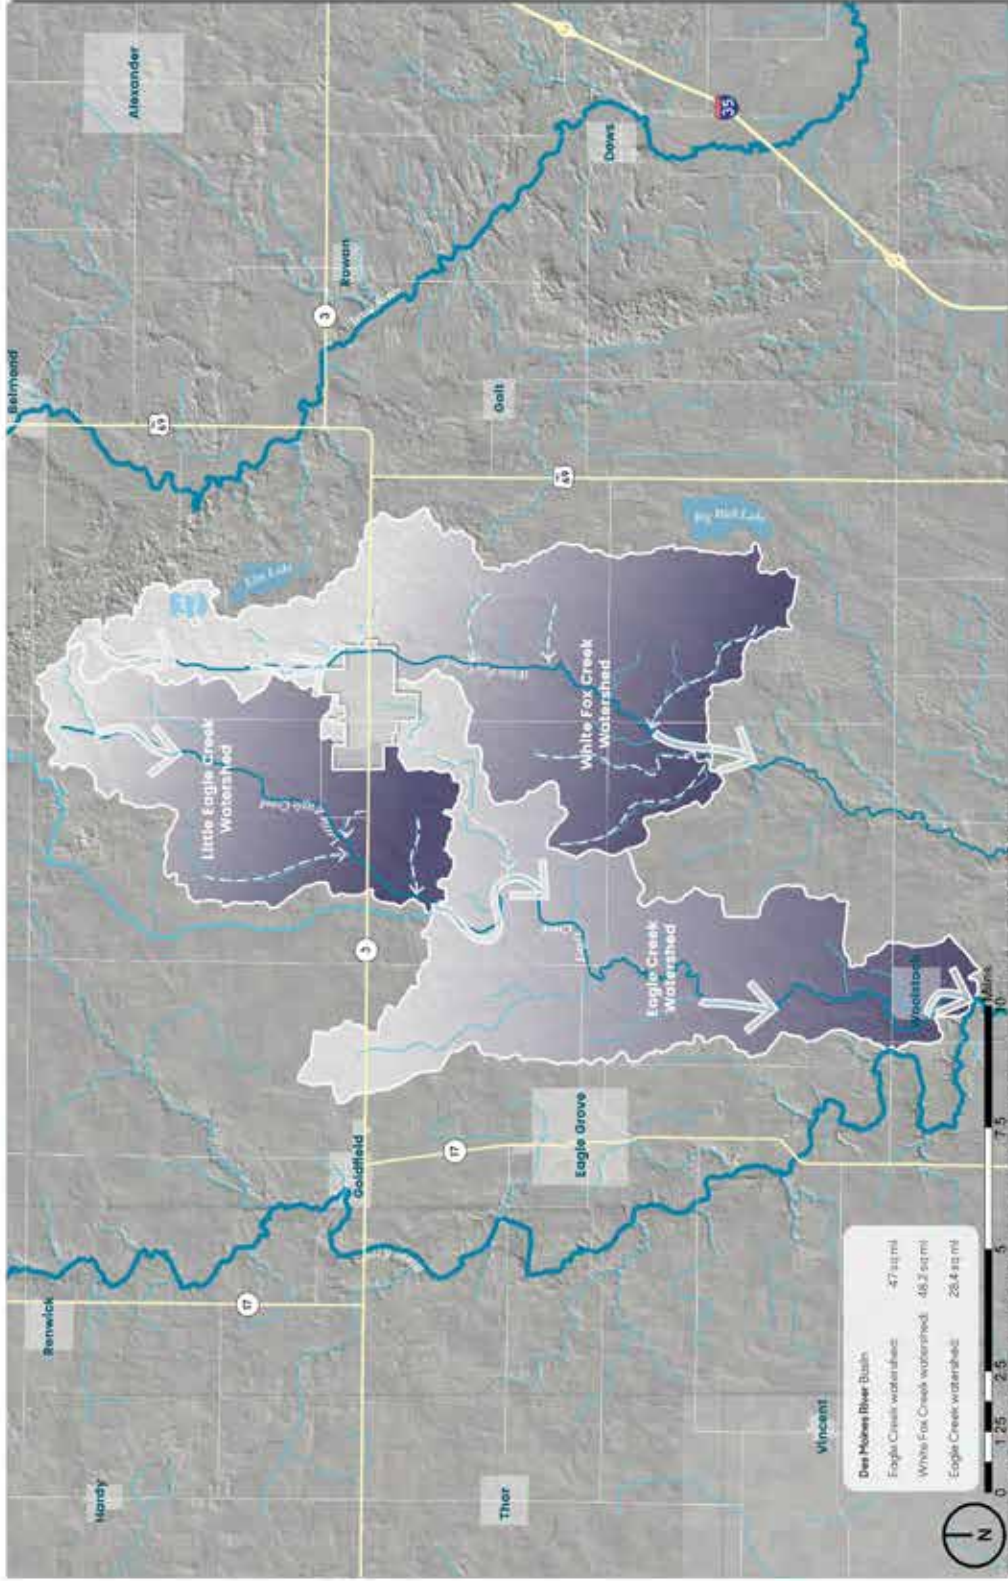 Alexander
Belmond
69
3
Rowan
Dows
35
Galt
69
Elm Lake
Big Wall Lake
Little Eagle Creek
Watershed
White Fox Creek
Watershed
Eagle Creek
Watershed
Woolstock
3
Goldfield
17
Eagle Grove
Renwick
17
Hardy
Thor
Vincent
Des Moines River Basin
Eagle Creek watershed: 47 sq mi
White Fox Creek watershed: 48.2 sq mi
Eagle Creek watershed: 28.4 sq mi
0 1.25 2.5 5 7.5
Miles
N